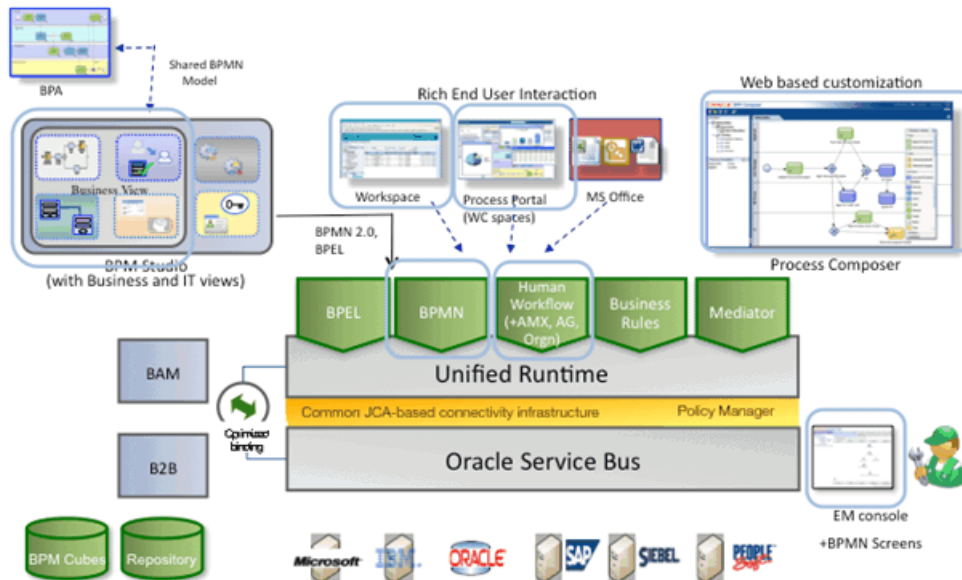 BPA
Shared BPMN
Model
Business View
BPM Studio
(with Business and IT views)
Rich End User Interaction
Workspace
Process Portal
(WC spaces)
MS Office
Web based customization
Process Composer
BPMN 2.0,
BPEL
BPEL
BPMN
Human
Workflow
(+AMX, AG,
Orgn)
Business
Rules
Mediator
BAM
Unified Runtime
Common JCA-based connectivity infrastructure
Policy Manager
Optimized
binding
B2B
Oracle Service Bus
EM console
+BPMN Screens
BPM Cubes
Repository
Microsoft
IBM
ORACLE
SAP
SIEBEL
PEOPLE
Soft